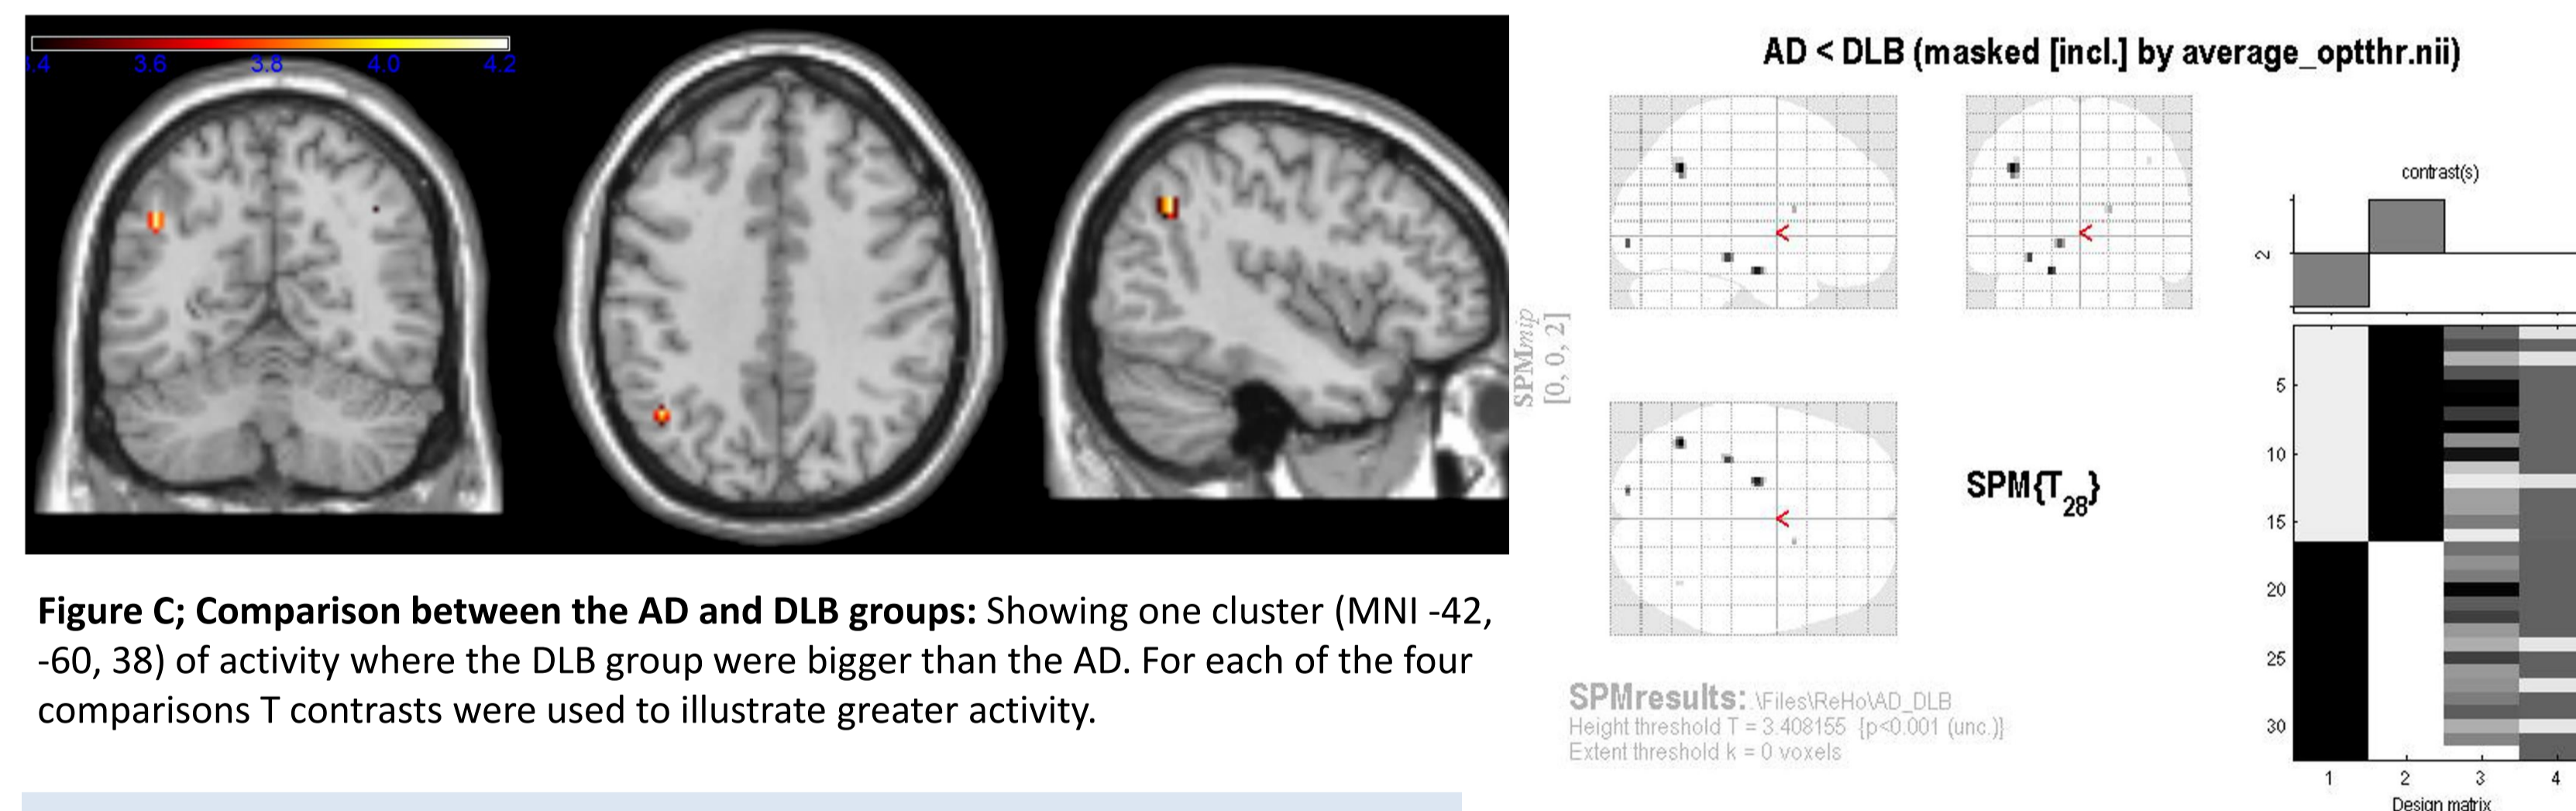 3.6 3.8 4.0 4.2
Figure C; Comparison between the AD and DLB groups: Showing one cluster (MNI -42,
-60, 38) of activity where the DLB group were bigger than the AD. For each of the four
comparisons T contrasts were used to illustrate greater activity.
AD < DLB (masked [incl.] by average_optthr.nii)
SPMmip
[0, 0, 2]
<
<
<
SPM{T28}
SPMresults: .\Files\ReHo\AD_DLB
Height threshold T = 3.408155 {p<0.001 (unc.)}
Extent threshold k = 0 voxels
contrast(s)
2
5
10
15
20
25
30
1 2 3 4
Design matrix